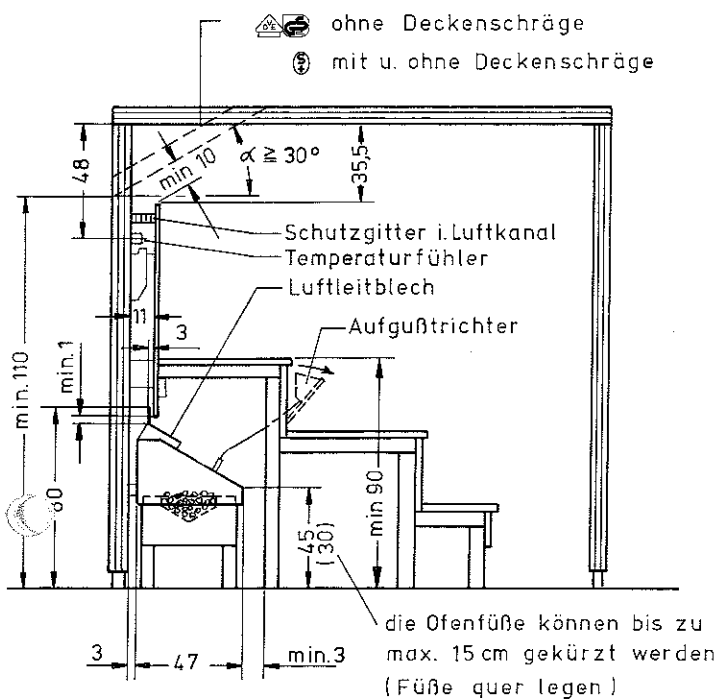 ohne Deckenschräge
mit u. ohne Deckenschräge
48
min 10
α ≧ 30°
35,5
Schutzgitter i. Luftkanal
Temperaturfühler
Luftleitblech
11
3
Aufgußtrichter
min.1
min.110
60
min 90
45
(30)
3
47
min.3
die Ofenfüße können bis zu
max. 15 cm gekürzt werden
(Füße quer legen)